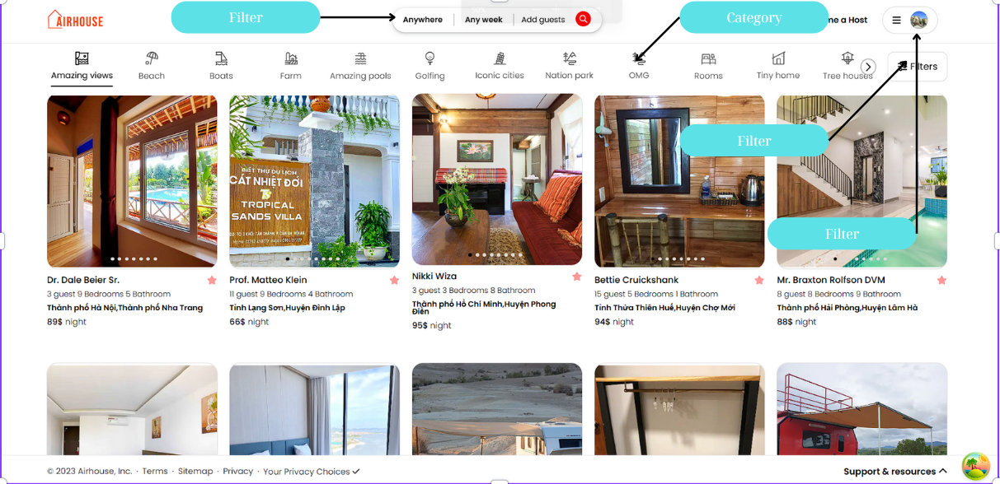 AIRHOUSE
Filter
Anywhere
Any week
Add guests
Category
me a Host
Amazing views
Beach
Boats
Farm
Amazing pools
Golfing
Iconic cities
Nation park
OMG
Rooms
Tiny home
Tree houses
Filters
BIỆT THỰ DU LỊCH
CÁT NHIỆT ĐỚI
TS
TROPICAL
SANDS VILLA
Filter
Filter
Dr. Dale Beier Sr.
3 guest 9 Bedrooms 5 Bathroom
Thành phố Hà Nội,Thành phố Nha Trang
89$ night
Prof. Matteo Klein
11 guest 9 Bedrooms 4 Bathroom
Tỉnh Lạng Sơn,Huyện Đình Lập
66$ night
Nikki Wiza
3 guest 3 Bedrooms 8 Bathroom
Thành phố Hồ Chí Minh,Huyện Phong
Điền
95$ night
Bettie Cruickshank
15 guest 5 Bedrooms 1 Bathroom
Tỉnh Thừa Thiên Huế,Huyện Chợ Mới
94$ night
Mr. Braxton Rolfson DVM
8 guest 8 Bedrooms 9 Bathroom
Thành phố Hải Phòng,Huyện Lâm Hà
88$ night
© 2023 Airhouse, Inc. · Terms · Sitemap · Privacy · Your Privacy Choices
Support & resources